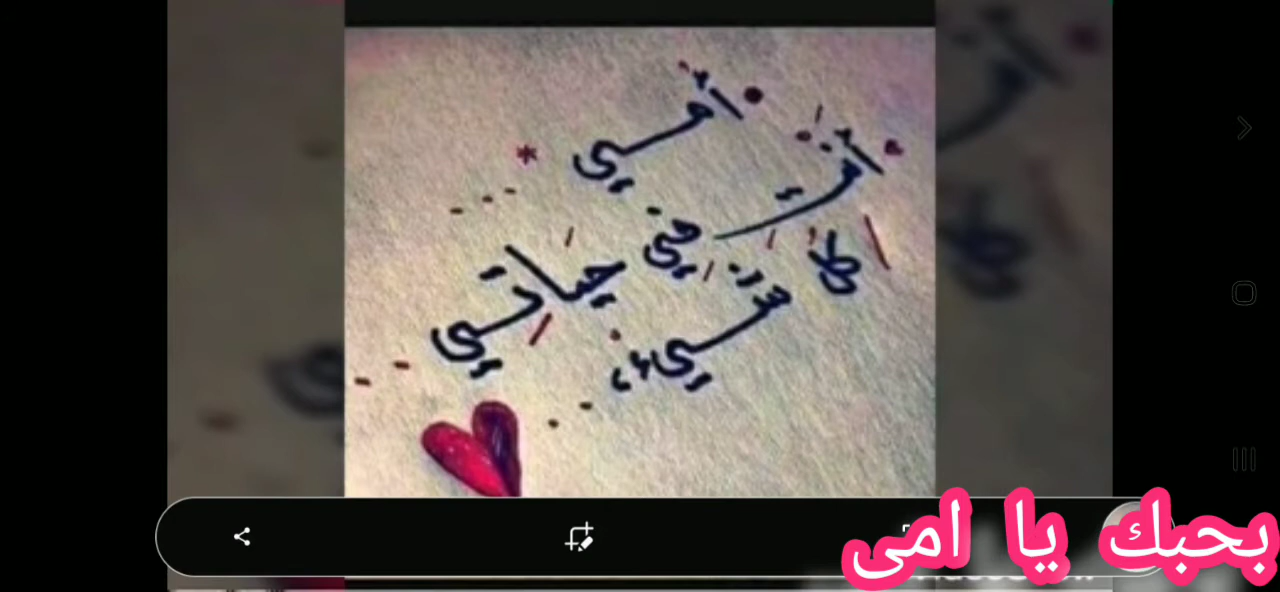 أمي
أنتِ
كلُّ شيء،
في حياتي
بحبك يا امى